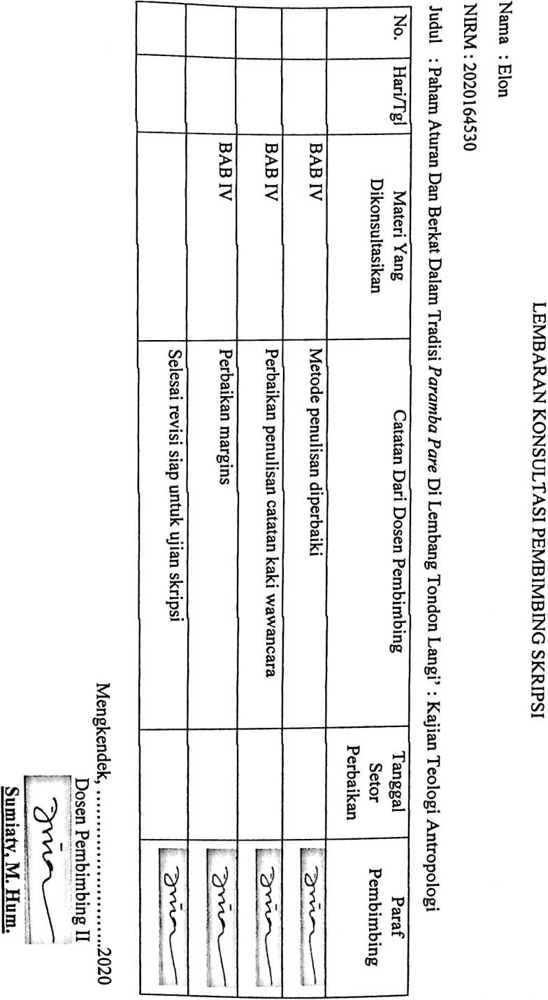 LEMBARAN KONSULTASI PEMBIMBING SKRIPSI
Nama : Elon
NIRM : 2020164530
Judul : Paham Aturan Dan Berkat Dalam Tradisi Paramba Pare Di Lembang Tondon Langi' : Kajian Teologi Antropologi
No. Hari/Tgl Materi Yang Dikonsultasikan Catatan Dari Dosen Pembimbing Tanggal Setor Perbaikan Paraf Pembimbing
BAB IV Metode penulisan diperbaiki
BAB IV Perbaikan penulisan catatan kaki wawancara
BAB IV Perbaikan margins
Selesai revisi siap untuk ujian skripsi
Mengkendek, ........................2020
Dosen Pembimbing II
Sumiaty, M. Hum.